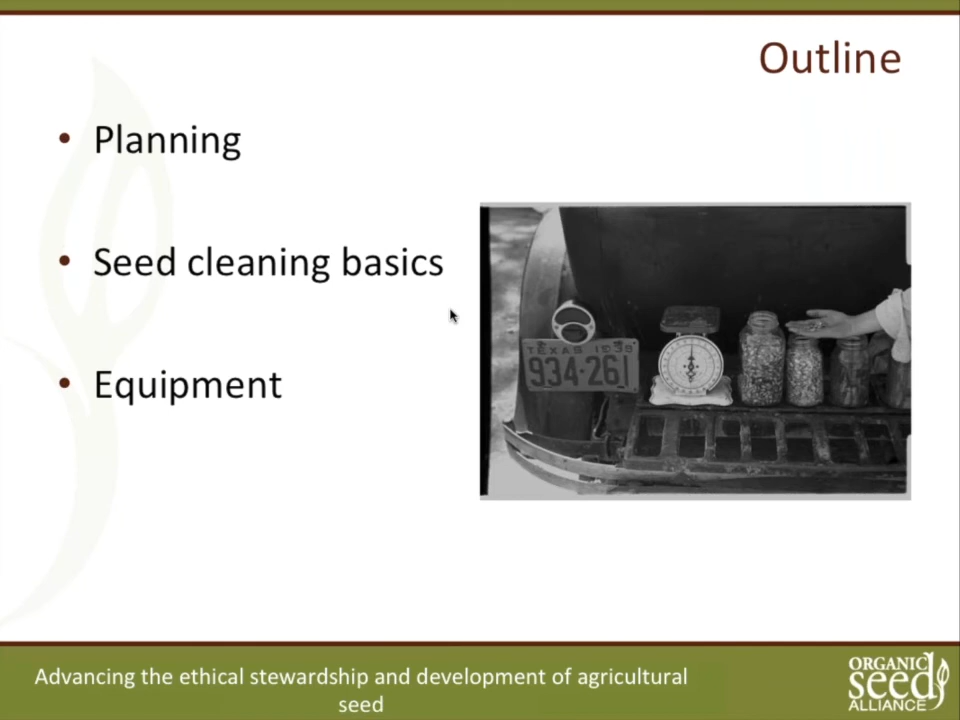 Outline
• Planning
• Seed cleaning basics
• Equipment
TEXAS 1939
934-261
Advancing the ethical stewardship and development of agricultural
seed
ORGANIC
seed
ALLIANCE